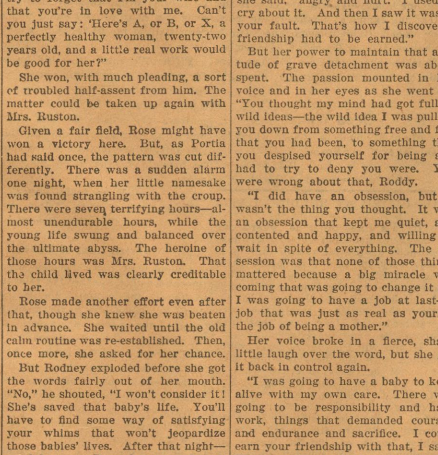 that you're in love with me. Can't
you just say: 'Here's A, or B, or X, a
perfectly healthy woman, twenty-two
years old, and a little real work would
be good for her?'
She won, with much pleading, a sort
of troubled half-assent from him. The
matter could be taken up again with
Mrs. Ruston.
Given a fair field, Rose might have
won a victory here. But, as Portia
had said once, the pattern was cut dif-
ferently. There was a sudden alarm
one night, when her little namesake
was found strangling with the croup.
There were seven terrifying hours—al-
most unendurable hours, while the
young life swung and balanced over
the ultimate abyss. The heroine of
those hours was Mrs. Ruston. That
the child lived was clearly creditable
to her.
Rose made another effort even after
that, though she knew she was beaten
in advance. She waited until the old
calm routine was re-established. Then,
once more, she asked for her chance.
But Rodney exploded before she got
the words fairly out of her mouth.
"No," he shouted, "I won't consider it!
She's saved that baby's life. You'll
have to find some way of satisfying
your whims that won't jeopardize
those babies' lives. After that night—
cry about it. And then I saw it wa
your fault. That's how I discove
friendship had to be earned."
But her power to maintain that a
tude of grave detachment was ab
spent. The passion mounted in
voice and in her eyes as she went
"You thought my mind had got full
wild ideas—the wild idea I was pull
you down from something free and f
that you had been, to something th
you despised yourself for being
had to try to deny you were. Y
were wrong about that, Roddy.
"I did have an obsession, but
wasn't the thing you thought. It w
an obsession that kept me quiet, a
contented and happy, and willing
wait in spite of everything. The
session was that none of those thin
mattered because a big miracle
coming that was going to change it
I was going to have a job at last
job that was just as real as your
the job of being a mother."
Her voice broke in a fierce, sha
little laugh over the word, but she
it back in control again.
"I was going to have a baby to ke
alive with my own care. There w
going to be responsibility and ha
work, things that demanded cour
and endurance and sacrifice. I co
earn your friendship with that, I sa